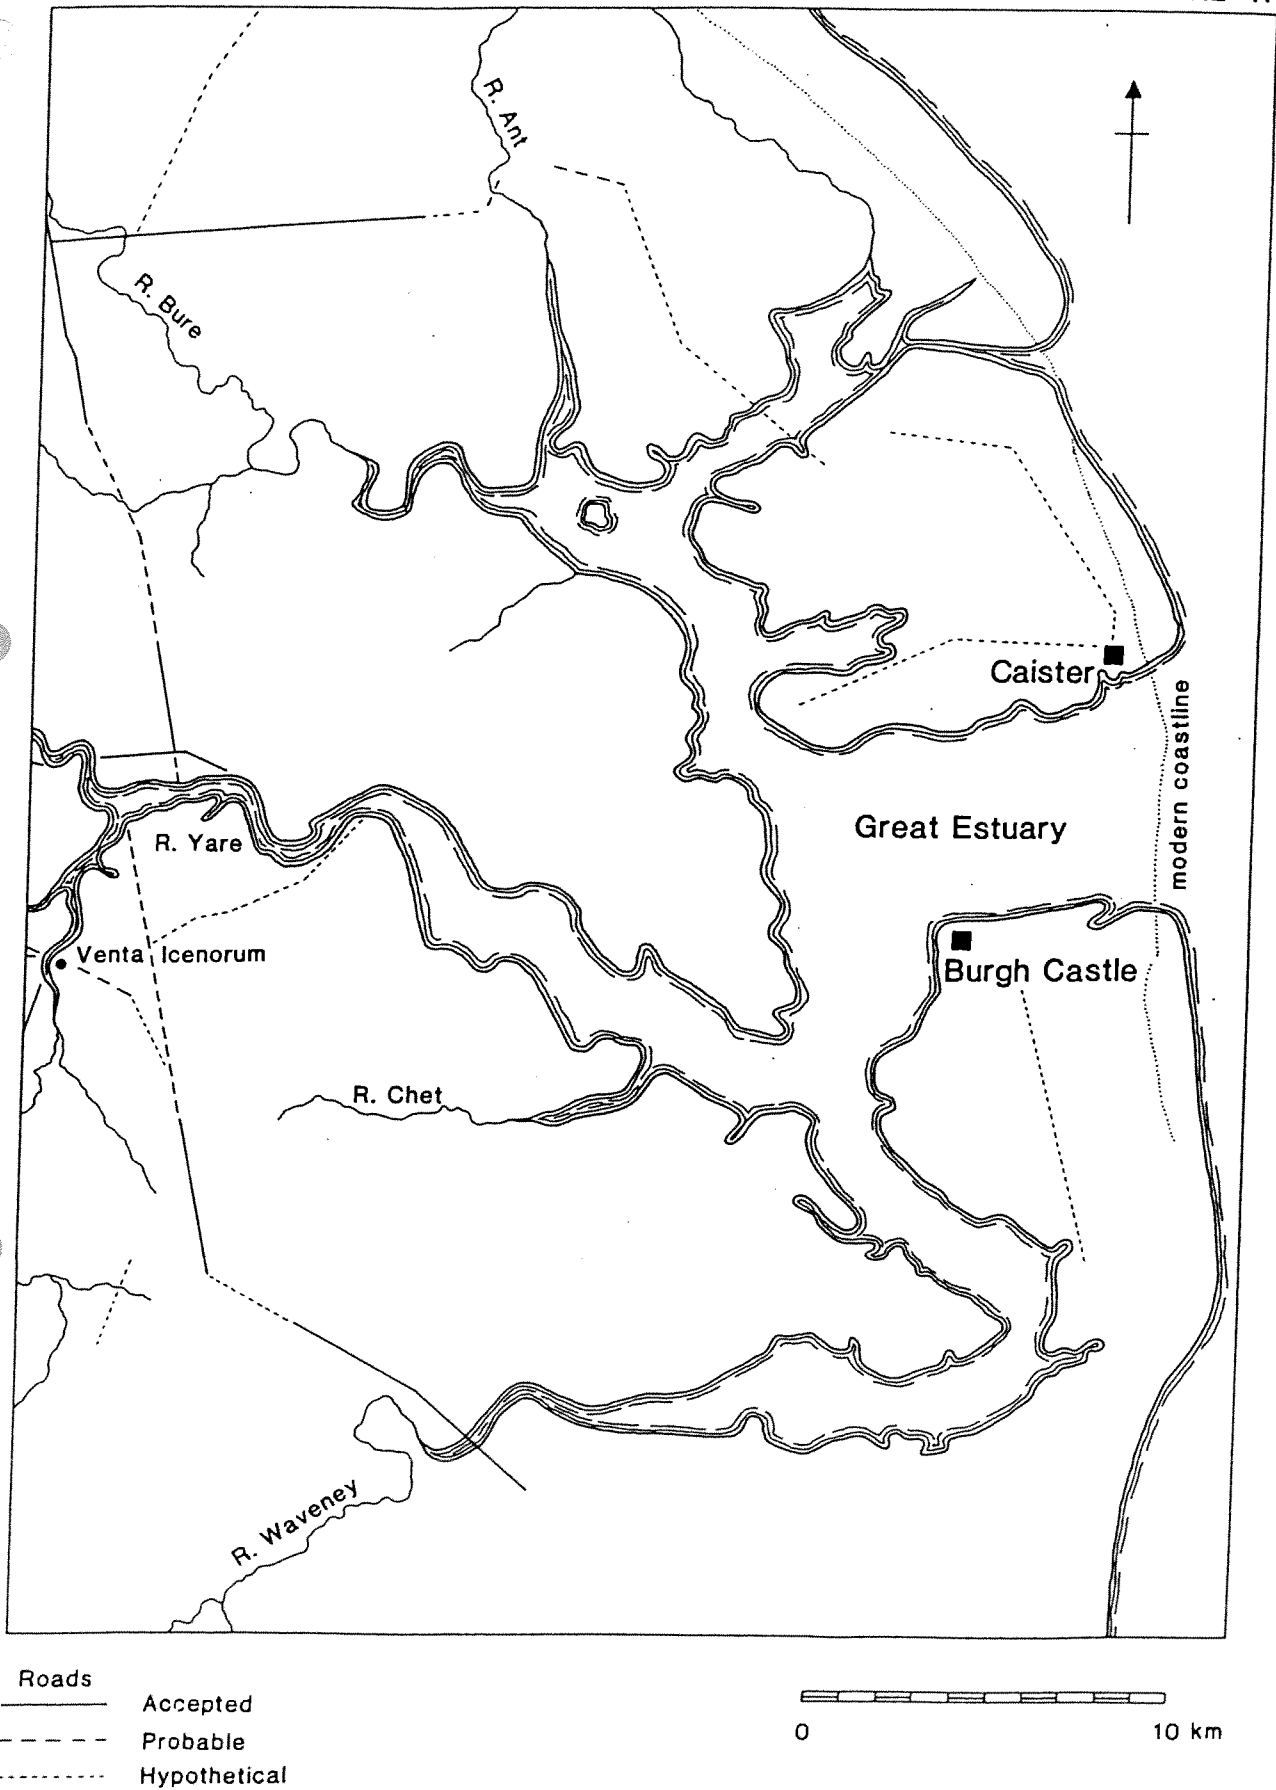 R. Ant
R. Bure
Caister
modern coastline
Great Estuary
R. Yare
Venta Icenorum
Burgh Castle
R. Chet
R. Waveney
Roads
Accepted
Probable
Hypothetical
0 10 km